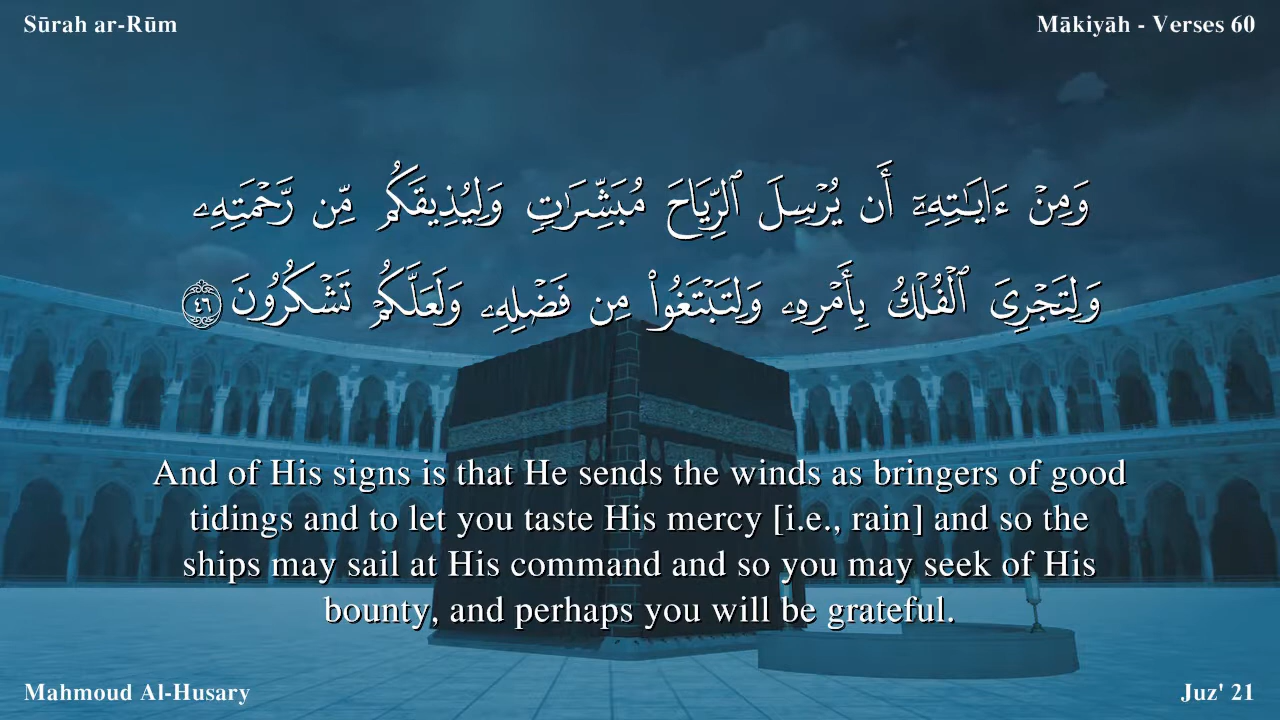 Sūrah ar-Rūm
Mākiyāh - Verses 60
وَمِنْ ءَايَـٰتِهِۦٓ أَن يُرْسِلَ ٱلرِّيَاحَ مُبَشِّرَٰتٍ وَلِيُذِيقَكُم مِّن رَّحْمَتِهِۦ
وَلِتَجْرِىَ ٱلْفُلْكُ بِأَمْرِهِۦ وَلِتَبْتَغُوا۟ مِن فَضْلِهِۦ وَلَعَلَّكُمْ تَشْكُرُونَ ٤٦
And of His signs is that He sends the winds as bringers of good
tidings and to let you taste His mercy [i.e., rain] and so the
ships may sail at His command and so you may seek of His
bounty, and perhaps you will be grateful.
Mahmoud Al-Husary
Juz' 21